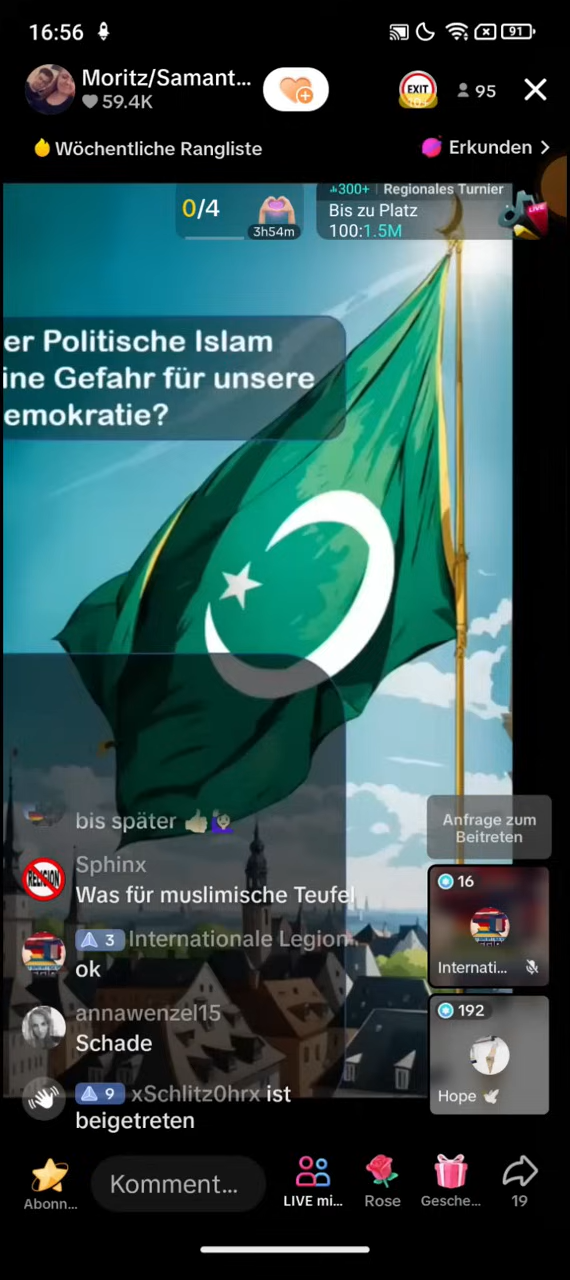 16:56
91
Moritz/Samant...
59.4K
EXIT
95
Wöchentliche Rangliste
Erkunden
0/4
3h54m
300+ | Regionales Turnier
Bis zu Platz
100:1.5M
LIVE
er Politische Islam
ine Gefahr für unsere
emokratie?
bis später
Anfrage zum
Beitreten
Sphinx
RELIGION
Was für muslimische Teufel
16
3 Internationale Legion
ok
Internati...
annawenzel15
Schade
192
Hope
9 xSchlitz0hrx ist
beigetreten
Abonn...
Komment...
LIVE mi...
Rose
Gesche...
19